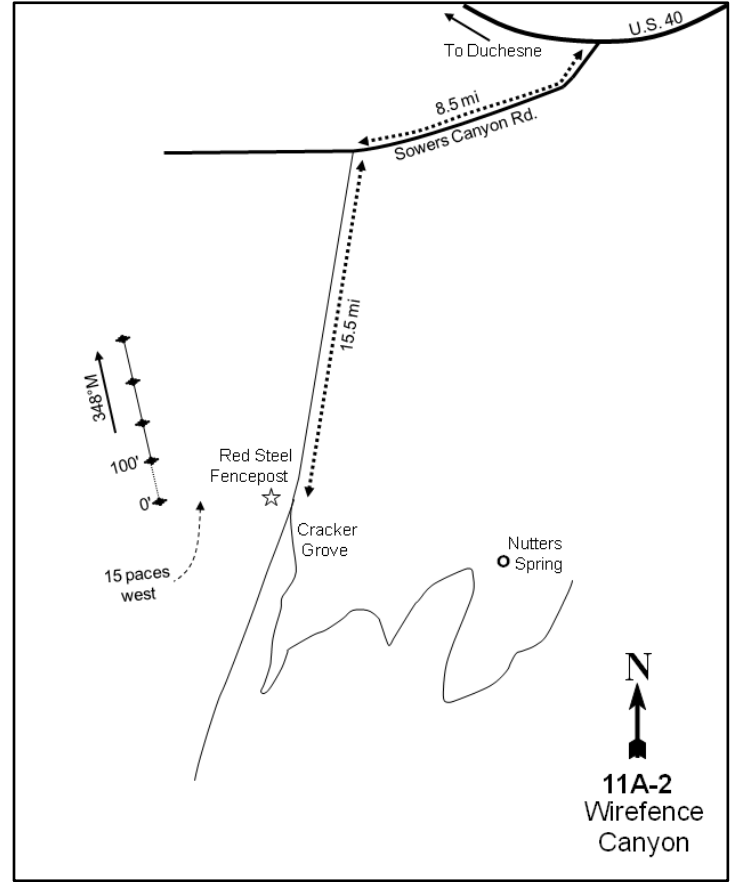 U.S. 40
To Duchesne
8.5 mi
Sowers Canyon Rd.
15.5 mi
348°M
100'
0'
Red Steel
Fencepost
15 paces
west
Cracker
Grove
Nutters
Spring
N
11A-2
Wirefence
Canyon